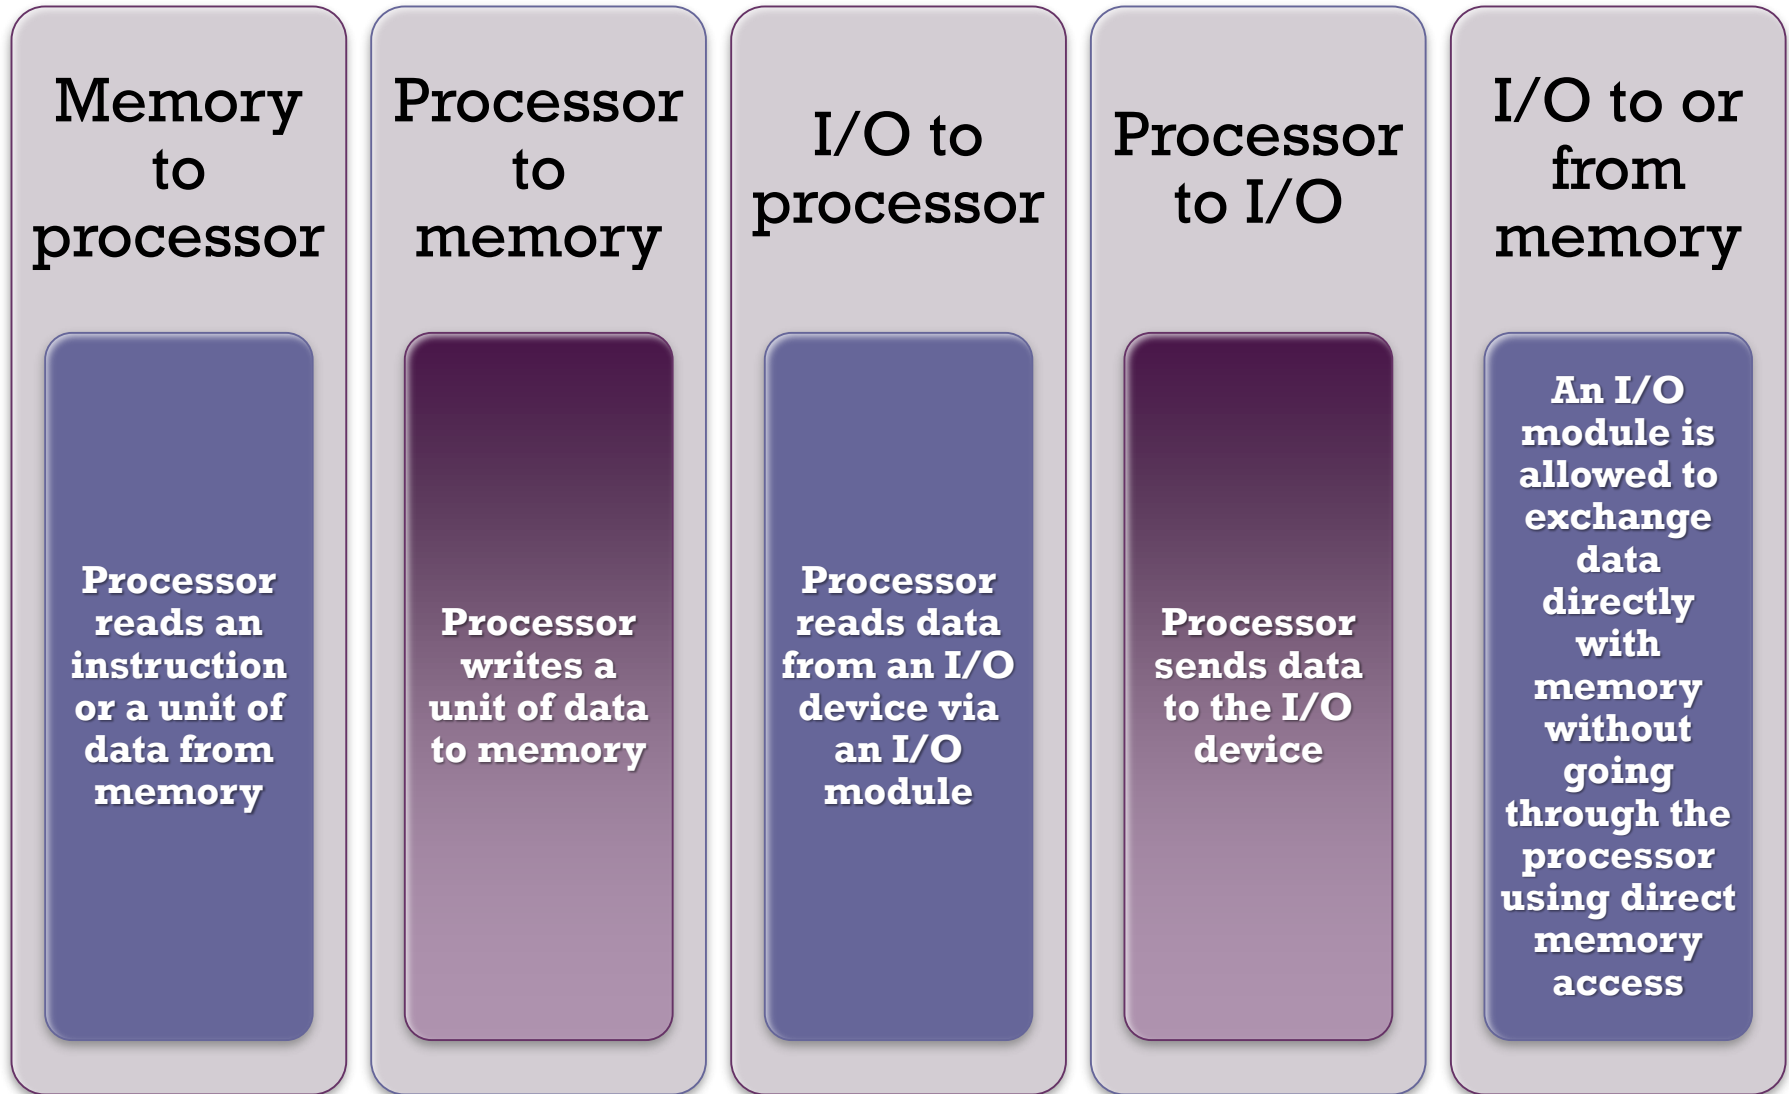 Memory
to
processor
Processor
reads an
instruction
or a unit of
data from
memory
Processor
to
memory
Processor
writes a
unit of data
to memory
I/O to
processor
Processor
reads data
from an I/O
device via
an I/O
module
Processor
to I/O
Processor
sends data
to the I/O
device
I/O to or
from
memory
An I/O
module is
allowed to
exchange
data
directly
with
memory
without
going
through the
processor
using direct
memory
access